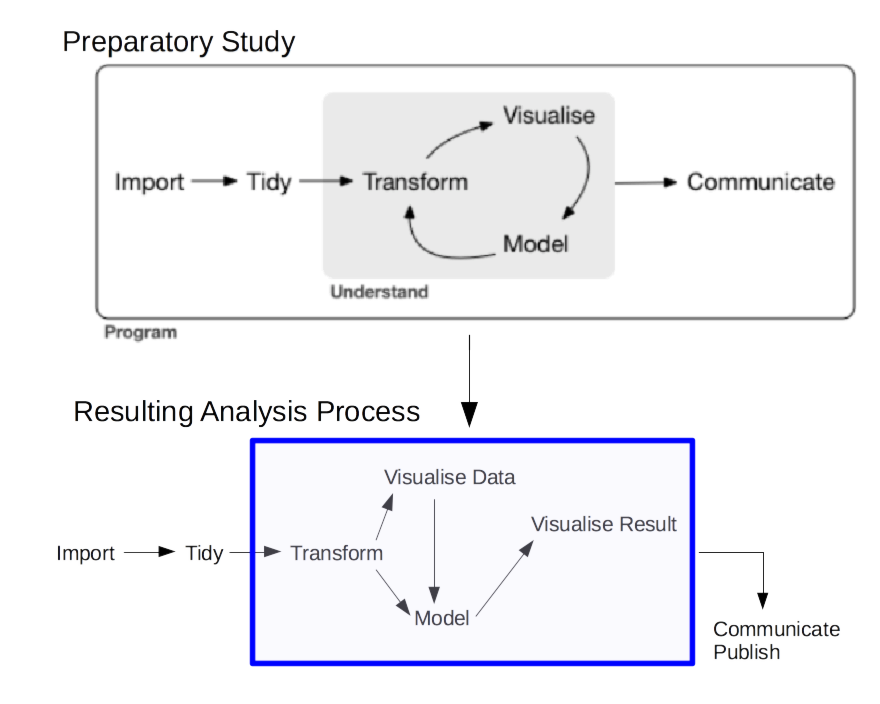 Preparatory Study
Visualise
Import
Tidy
Transform
Communicate
Model
Understand
Program
Resulting Analysis Process
Visualise Data
Visualise Result
Import
Tidy
Transform
Model
Communicate
Publish